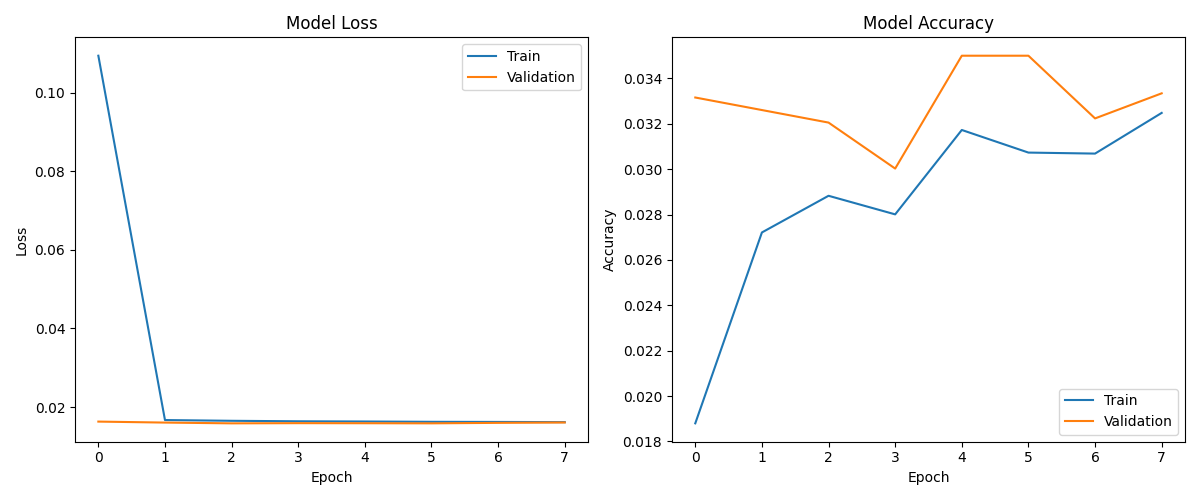 Model Loss
Train
Validation
0.10
0.08
0.06
0.04
0.02
Loss
0 1 2 3 4 5 6 7
Epoch
Model Accuracy
0.034
0.032
0.030
0.028
0.026
0.024
0.022
0.020
0.018
Accuracy
Train
Validation
0 1 2 3 4 5 6 7
Epoch